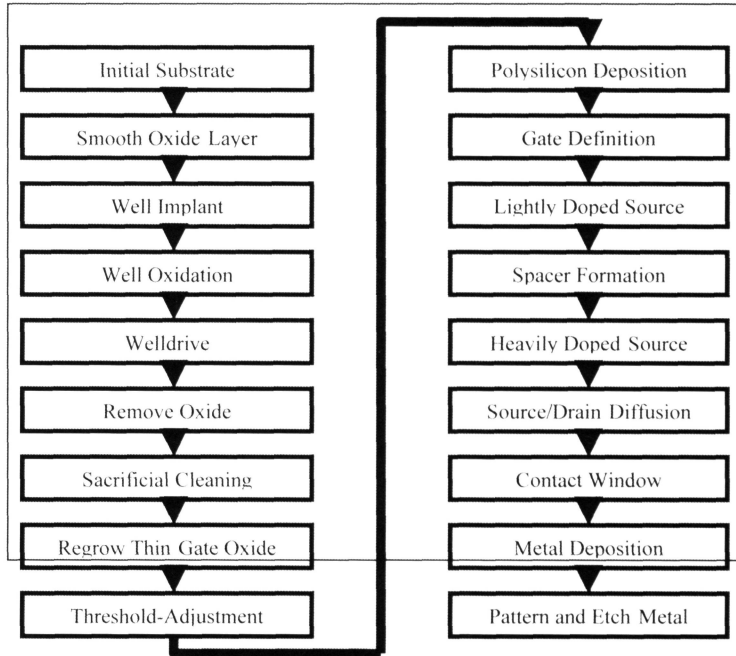 Initial Substrate
Smooth Oxide Layer
Well Implant
Well Oxidation
Welldrive
Remove Oxide
Sacrificial Cleaning
Regrow Thin Gate Oxide
Threshold-Adjustment
Polysilicon Deposition
Gate Definition
Lightly Doped Source
Spacer Formation
Heavily Doped Source
Source/Drain Diffusion
Contact Window
Metal Deposition
Pattern and Etch Metal